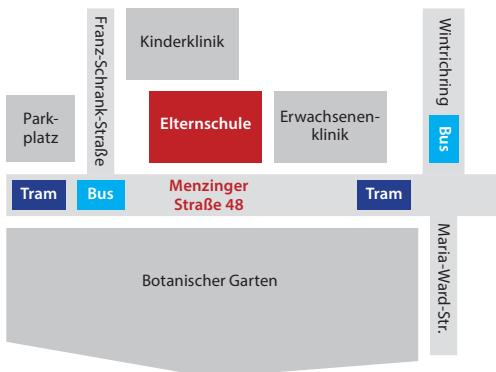 Franz-Schrank-Straße
Kinderklinik
Wintrichring
Park-
platz
Elternschule
Erwachsenen-
klinik
Bus
Tram
Bus
Menzinger
Straße 48
Tram
Maria-Ward-Str.
Botanischer Garten